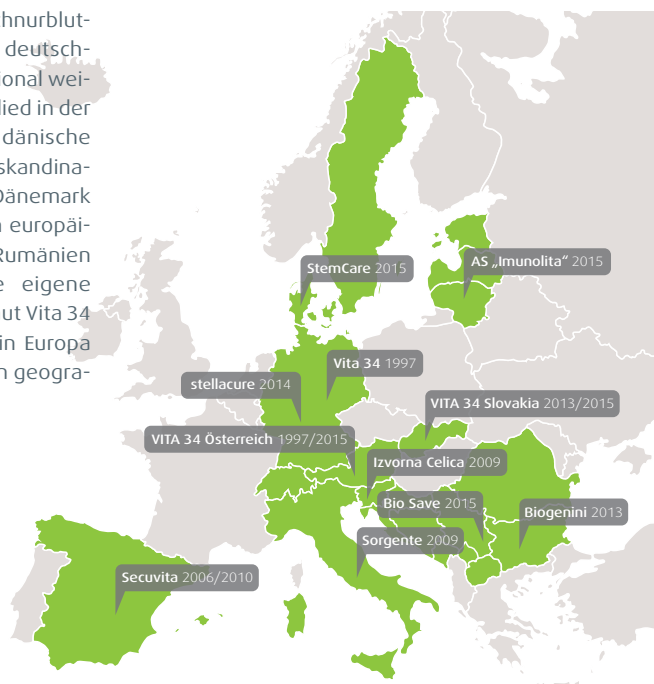 chnurblut-
deutsch-
ional wei-
lied in der
dänische
skandina-
Dänemark
europäi-
Rumänien
e eigene
ut Vita 34
in Europa
n geogra-
StemCare 2015
AS „Imunolita“ 2015
Vita 34 1997
stellacure 2014
VITA 34 Slovakia 2013/2015
VITA 34 Österreich 1997/2015
Izvorna Celica 2009
Bio Save 2015
Biogenini 2013
Sorgente 2009
Secuvita 2006/2010